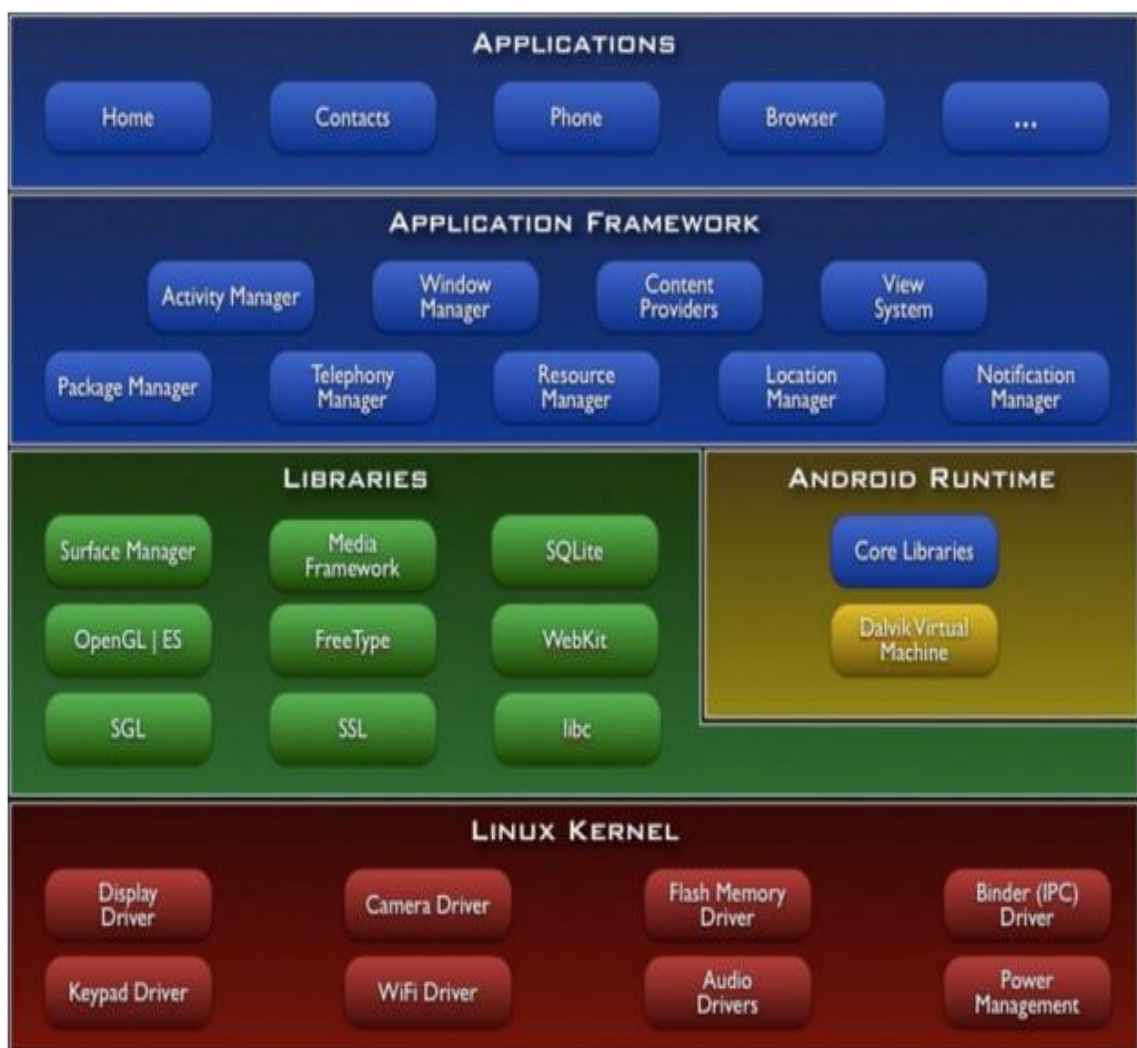 APPLICATIONS
Home
Contacts
Phone
Browser
...
APPLICATION FRAMEWORK
Activity Manager
Window
Manager
Content
Providers
View
System
Package Manager
Telephony
Manager
Resource
Manager
Location
Manager
Notification
Manager
LIBRARIES
Surface Manager
Media
Framework
SQLite
OpenGL | ES
FreeType
WebKit
SGL
SSL
libc
ANDROID RUNTIME
Core Libraries
Dalvik Virtual
Machine
LINUX KERNEL
Display
Driver
Camera Driver
Flash Memory
Driver
Binder (IPC)
Driver
Keypad Driver
WiFi Driver
Audio
Drivers
Power
Management